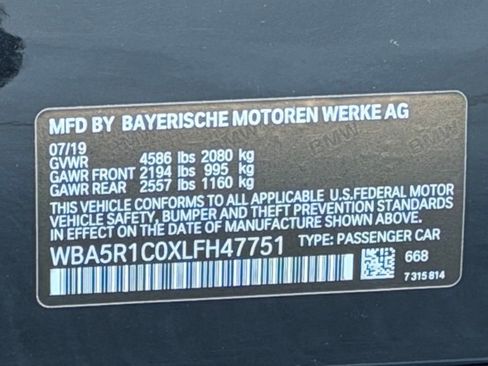 MFD BY BAYERISCHE MOTOREN WERKE AG
07/19
GVWR 4586 lbs 2080 kg
GAWR FRONT 2194 lbs 995 kg
GAWR REAR 2557 lbs 1160 kg
THIS VEHICLE CONFORMS TO ALL APPLICABLE U.S.FEDERAL MOTOR
VEHICLE SAFETY, BUMPER AND THEFT PREVENTION STANDARDS
IN EFFECT ON THE DATE OF MANUFACTURE SHOWN ABOVE.
WBA5R1C0XLFH47751 TYPE: PASSENGER CAR
668
7 315 814